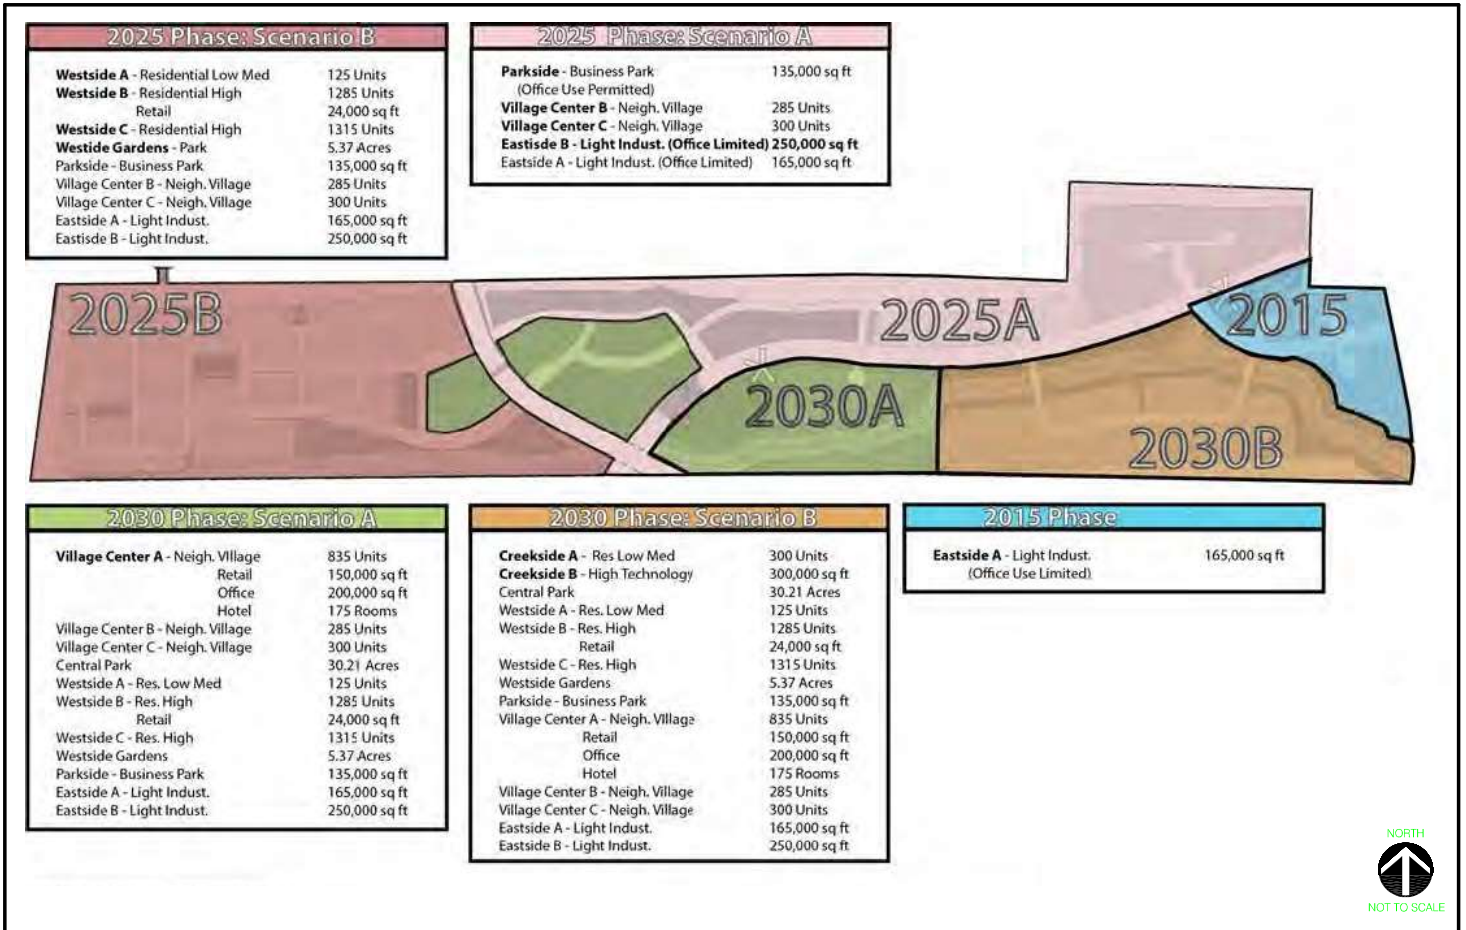 2025 Phase: Scenario B
Westside A - Residential Low Med 125 Units
Westside B - Residential High 1285 Units
Retail 24,000 sq ft
Westside C - Residential High 1315 Units
Westide Gardens - Park 5.37 Acres
Parkside - Business Park 135,000 sq ft
Village Center B - Neigh. Village 285 Units
Village Center C - Neigh. Village 300 Units
Eastside A - Light Indust. 165,000 sq ft
Eastisde B - Light Indust. 250,000 sq ft
2025 Phase: Scenario A
Parkside - Business Park 135,000 sq ft
(Office Use Permitted)
Village Center B - Neigh. Village 285 Units
Village Center C - Neigh. Village 300 Units
Eastisde B - Light Indust. (Office Limited) 250,000 sq ft
Eastside A - Light Indust. (Office Limited) 165,000 sq ft
2025B
2025A
2015
2030A
2030B
2030 Phase: Scenario A
Village Center A - Neigh. VIllage 835 Units
Retail 150,000 sq ft
Office 200,000 sq ft
Hotel 175 Rooms
Village Center B - Neigh. Village 285 Units
Village Center C - Neigh. Village 300 Units
Central Park 30.21 Acres
Westside A - Res. Low Med 125 Units
Westside B - Res. High 1285 Units
Retail 24,000 sq ft
Westside C - Res. High 1315 Units
Westside Gardens 5.37 Acres
Parkside - Business Park 135,000 sq ft
Eastside A - Light Indust. 165,000 sq ft
Eastside B - Light Indust. 250,000 sq ft
2030 Phase: Scenario B
Creekside A - Res Low Med 300 Units
Creekside B - High Technology 300,000 sq ft
Central Park 30.21 Acres
Westside A - Res. Low Med 125 Units
Westside B - Res. High 1285 Units
Retail 24,000 sq ft
Westside C - Res. High 1315 Units
Westside Gardens 5.37 Acres
Parkside - Business Park 135,000 sq ft
Village Center A - Neigh. VIllage 835 Units
Retail 150,000 sq ft
Office 200,000 sq ft
Hotel 175 Rooms
Village Center B - Neigh. Village 285 Units
Village Center C - Neigh. Village 300 Units
Eastside A - Light Indust. 165,000 sq ft
Eastside B - Light Indust. 250,000 sq ft
2015 Phase
Eastside A - Light Indust. 165,000 sq ft
(Office Use Limited)
NORTH
NOT TO SCALE